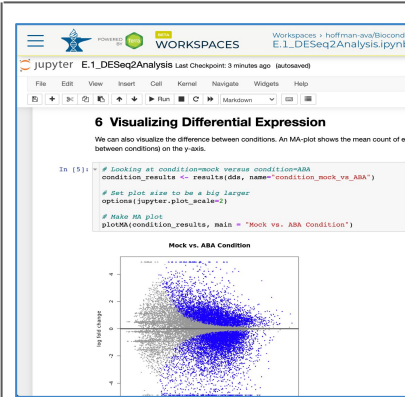 POWERED BY
BETA
WORKSPACES
Workspaces > hoffman-ava/Biocond
E.1_DESeq2Analysis.ipynb
jupyter E.1_DESeq2Analysis Last Checkpoint: 3 minutes ago (autosaved)
File Edit View Insert Cell Kernel Navigate Widgets Help
Run Markdown
6 Visualizing Differential Expression
We can also visualize the difference between conditions. An MA-plot shows the mean count of e
between conditions) on the y-axis.
In [5]: # Looking at condition=mock versus condition=ABA
condition_results <- results(dds, name="condition_mock_vs_ABA")
# Set plot size to be a big larger
options(jupyter.plot_scale=2)
# Make MA plot
plotMA(condition_results, main = "Mock vs. ABA Condition")
Mock vs. ABA Condition
log fold change
4
2
0
-2
-4